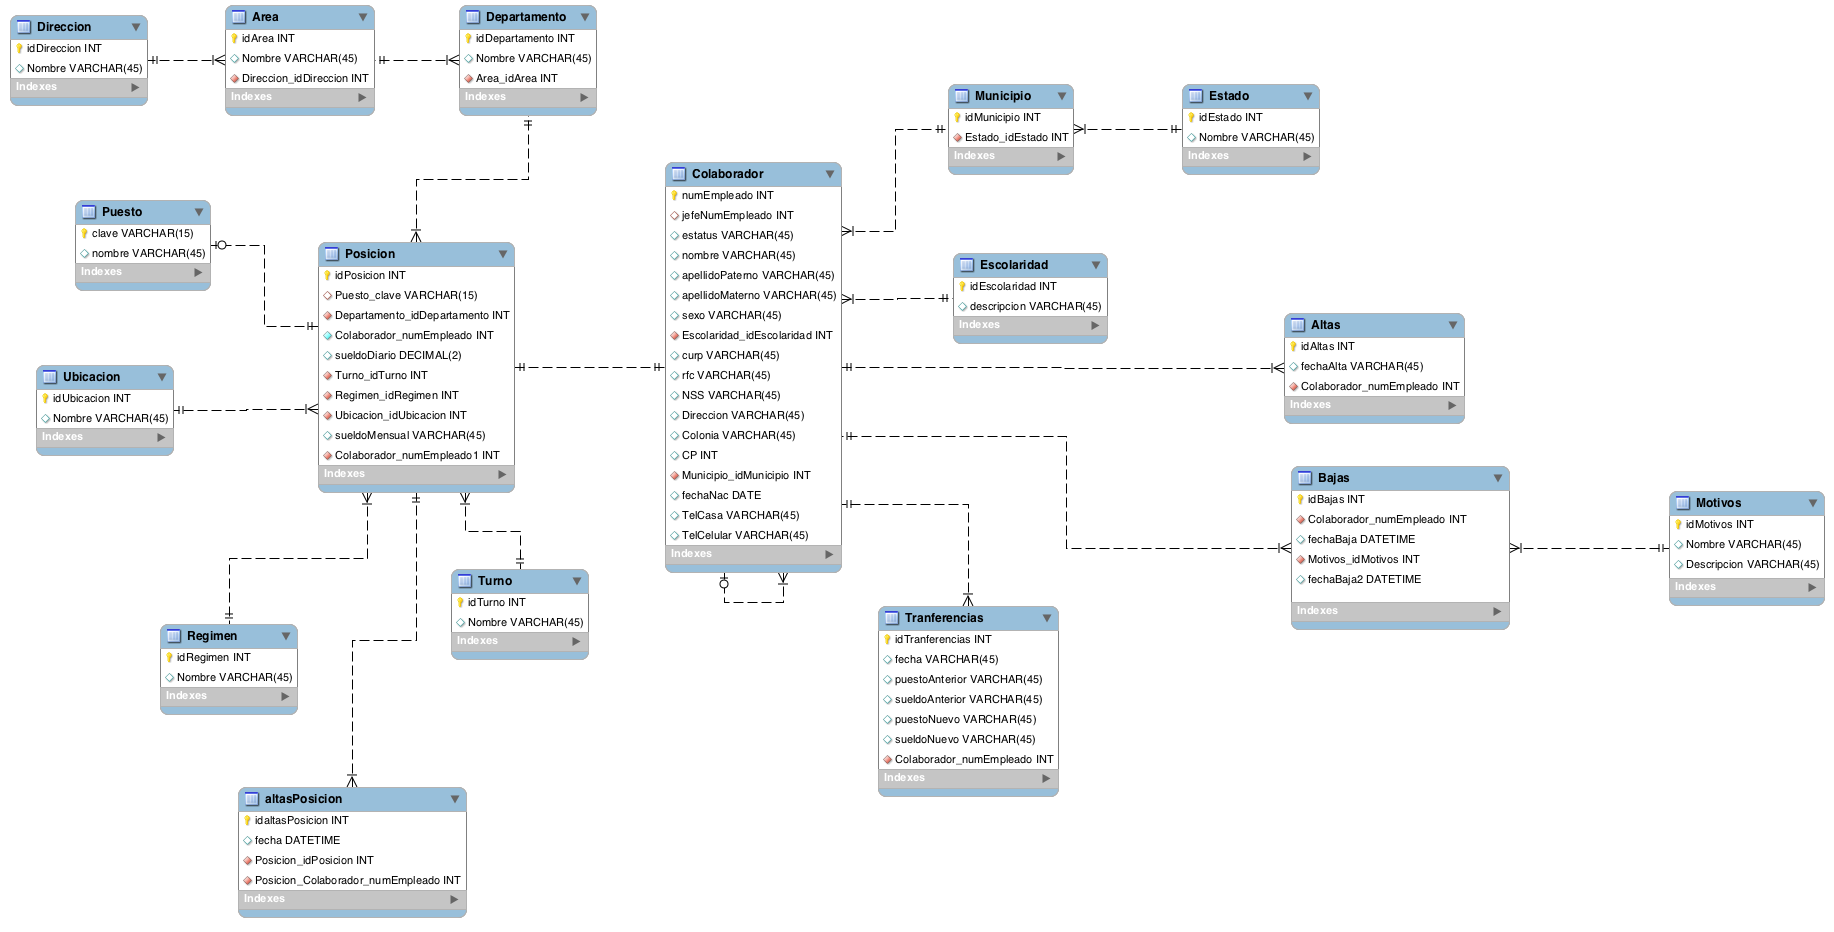 Direccion
idDireccion INT
Nombre VARCHAR(45)
Indexes
Area
idArea INT
Nombre VARCHAR(45)
Direccion_idDireccion INT
Indexes
Departamento
idDepartamento INT
Nombre VARCHAR(45)
Area_idArea INT
Indexes
Municipio
idMunicipio INT
Estado_idEstado INT
Indexes
Estado
idEstado INT
Nombre VARCHAR(45)
Indexes
Puesto
clave VARCHAR(15)
nombre VARCHAR(45)
Indexes
Posicion
idPosicion INT
Puesto_clave VARCHAR(15)
Departamento_idDepartamento INT
Colaborador_numEmpleado INT
sueldoDiario DECIMAL(2)
Turno_idTurno INT
Regimen_idRegimen INT
Ubicacion_idUbicacion INT
sueldoMensual VARCHAR(45)
Colaborador_numEmpleado1 INT
Indexes
Colaborador
numEmpleado INT
jefeNumEmpleado INT
estatus VARCHAR(45)
nombre VARCHAR(45)
apellidoPaterno VARCHAR(45)
apellidoMaterno VARCHAR(45)
sexo VARCHAR(45)
Escolaridad_idEscolaridad INT
curp VARCHAR(45)
rfc VARCHAR(45)
NSS VARCHAR(45)
Direccion VARCHAR(45)
Colonia VARCHAR(45)
CP INT
Municipio_idMunicipio INT
fechaNac DATE
TelCasa VARCHAR(45)
TelCelular VARCHAR(45)
Indexes
Escolaridad
idEscolaridad INT
descripcion VARCHAR(45)
Indexes
Altas
idAltas INT
fechaAlta VARCHAR(45)
Colaborador_numEmpleado INT
Indexes
Ubicacion
idUbicacion INT
Nombre VARCHAR(45)
Indexes
Bajas
idBajas INT
Colaborador_numEmpleado INT
fechaBaja DATETIME
Motivos_idMotivos INT
fechaBaja2 DATETIME
Indexes
Motivos
idMotivos INT
Nombre VARCHAR(45)
Descripcion VARCHAR(45)
Indexes
Turno
idTurno INT
Nombre VARCHAR(45)
Indexes
Regimen
idRegimen INT
Nombre VARCHAR(45)
Indexes
Tranferencias
idTranferencias INT
fecha VARCHAR(45)
puestoAnterior VARCHAR(45)
sueldoAnterior VARCHAR(45)
puestoNuevo VARCHAR(45)
sueldoNuevo VARCHAR(45)
Colaborador_numEmpleado INT
Indexes
altasPosicion
idaltasPosicion INT
fecha DATETIME
Posicion_idPosicion INT
Posicion_Colaborador_numEmpleado INT
Indexes